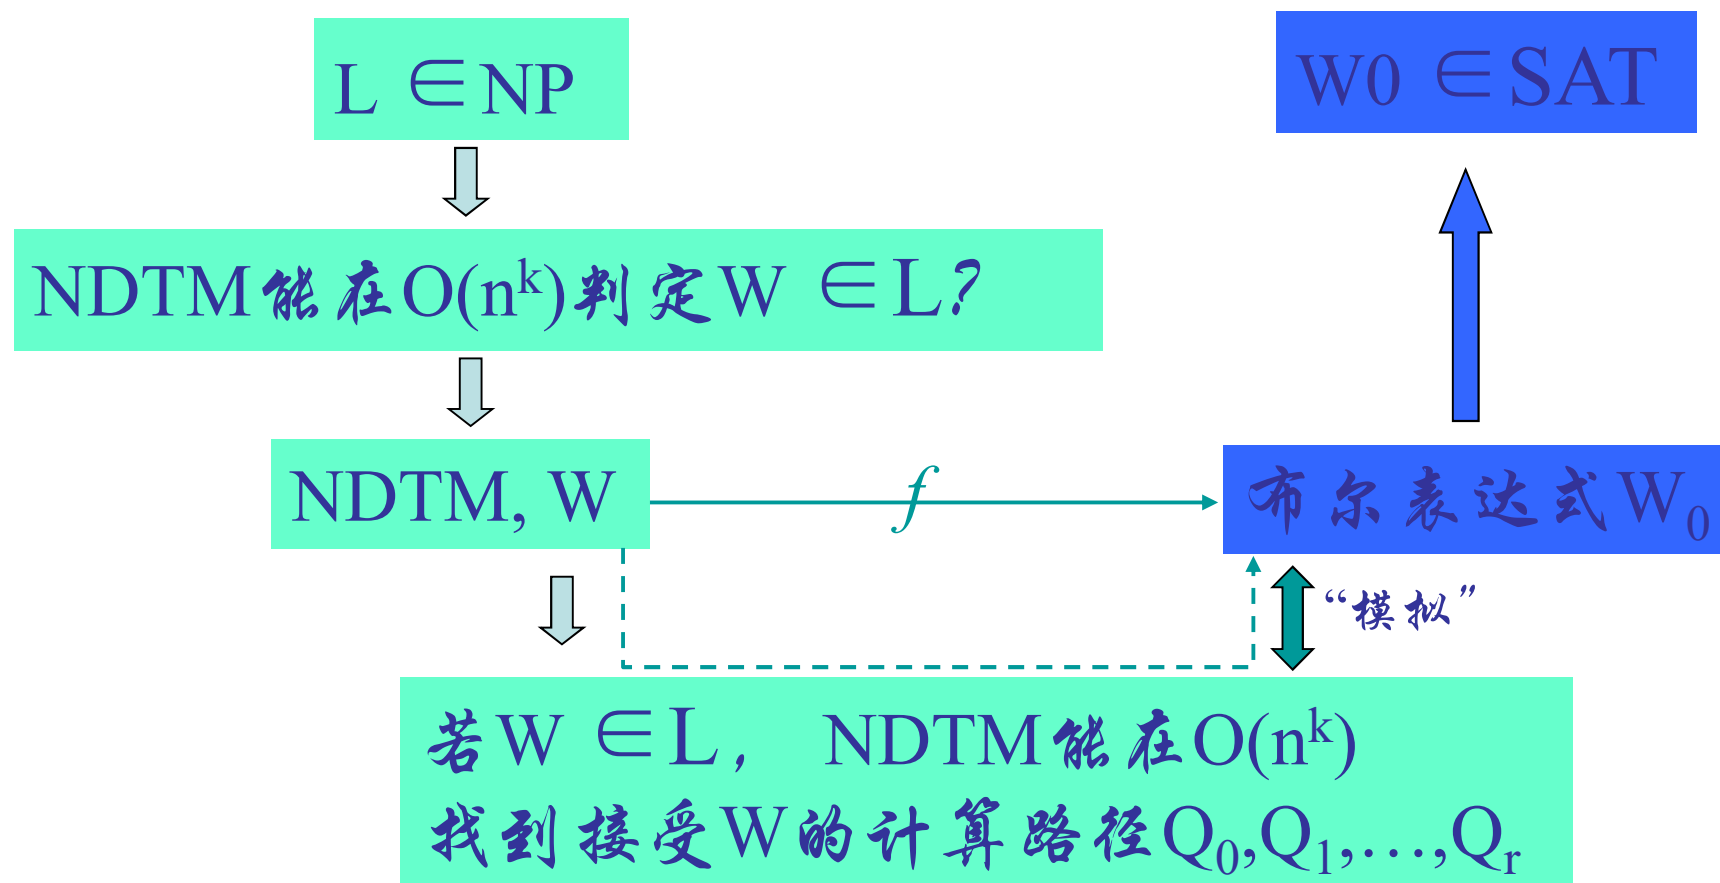 L ∈NP
W0 ∈SAT
NDTM能在O(nᵏ)判定W ∈L?
NDTM, W
f
布尔表达式W₀
“模拟”
若W ∈L, NDTM能在O(nᵏ)
找到接受W的计算路径Q₀,Q₁,…,Qᵣ